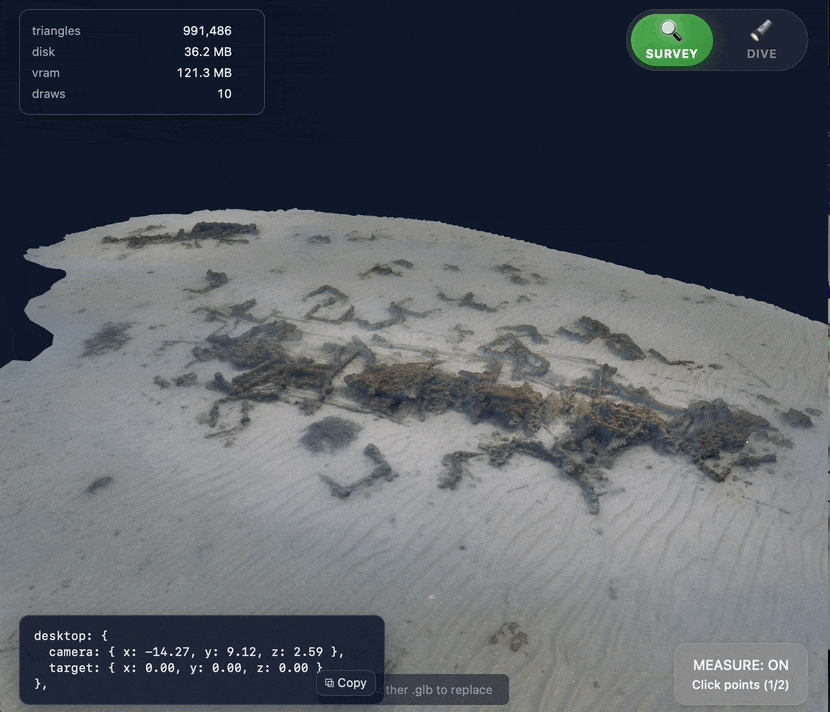 triangles 991,486
disk 36.2 MB
vram 121.3 MB
draws 10
SURVEY
DIVE
desktop: {
  camera: { x: −14.27, y: 9.12, z: 2.59 },
  target: { x: 0.00, y: 0.00, z: 0.00 }
},
Copy
.glb to replace
MEASURE: ON
Click points (1/2)